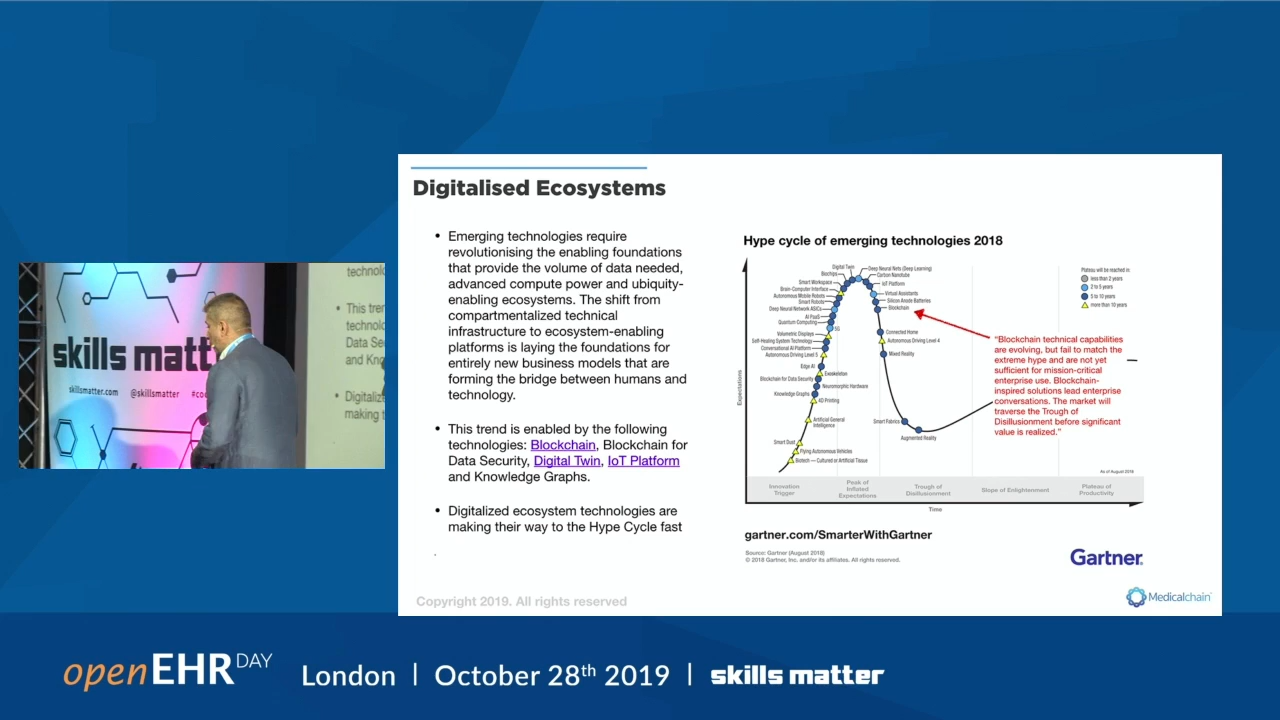 Digitalised Ecosystems
• Emerging technologies require
revolutionising the enabling foundations
that provide the volume of data needed,
advanced compute power and ubiquity-
enabling ecosystems. The shift from
compartmentalized technical
infrastructure to ecosystem-enabling
platforms is laying the foundations for
entirely new business models that are
forming the bridge between humans and
technology.
• This trend is enabled by the following
technologies: Blockchain, Blockchain for
Data Security, Digital Twin, IoT Platform
and Knowledge Graphs.
• Digitalized ecosystem technologies are
making their way to the Hype Cycle fast
.
Copyright 2019. All rights reserved
Hype cycle of emerging technologies 2018
Expectations
Digital Twin
Biochips
Smart Workspace
Brain-Computer Interface
Autonomous Mobile Robots
Smart Robots
Deep Neural Network ASICs
AI PaaS
Quantum Computing
5G
Volumetric Displays
Self-Healing System Technology
Conversational AI Platform
Autonomous Driving Level 5
Edge AI
Exoskeleton
Blockchain for Data Security
Neuromorphic Hardware
Knowledge Graphs
4D Printing
Artificial General
Intelligence
Smart Dust
Flying Autonomous Vehicles
Biotech — Cultured or Artificial Tissue
Deep Neural Nets (Deep Learning)
Carbon Nanotube
IoT Platform
Virtual Assistants
Silicon Anode Batteries
Blockchain
Connected Home
Autonomous Driving Level 4
Mixed Reality
Smart Fabrics
Augmented Reality
Plateau will be reached in
less than 2 years
2 to 5 years
5 to 10 years
more than 10 years
"Blockchain technical capabilities
are evolving, but fail to match the
extreme hype and are not yet
sufficient for mission-critical
enterprise use. Blockchain-
inspired solutions lead enterprise
conversations. The market will
traverse the Trough of
Disillusionment before significant
value is realized."
As of August 2018
Innovation
Trigger
Peak of
Inflated
Expectations
Trough of
Disillusionment
Slope of Enlightenment
Plateau of
Productivity
Time
gartner.com/SmarterWithGartner
Source: Gartner (August 2018)
© 2018 Gartner, Inc. and/or its affiliates. All rights reserved.
Gartner.
Medicalchain
skills matt
skillsmatter.com @skillsmatter #co
technol
• This tren
technolo
Data Se
and Kno
• Digitaliz
making t
openEHR DAY London | October 28th 2019 | skills matter